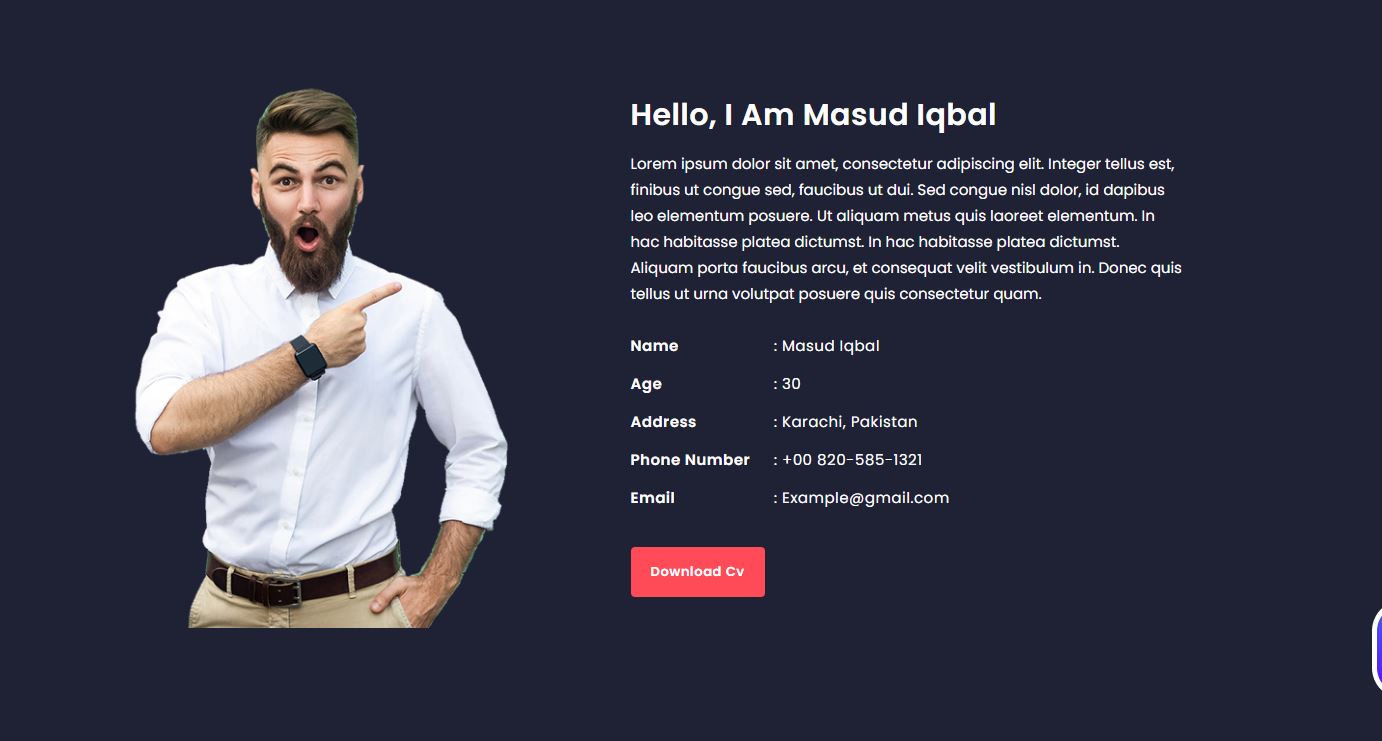 Hello, I Am Masud Iqbal
Lorem ipsum dolor sit amet, consectetur adipiscing elit. Integer tellus est,
finibus ut congue sed, faucibus ut dui. Sed congue nisl dolor, id dapibus
leo elementum posuere. Ut aliquam metus quis laoreet elementum. In
hac habitasse platea dictumst. In hac habitasse platea dictumst.
Aliquam porta faucibus arcu, et consequat velit vestibulum in. Donec quis
tellus ut urna volutpat posuere quis consectetur quam.
Name : Masud Iqbal
Age : 30
Address : Karachi, Pakistan
Phone Number : +00 820-585-1321
Email : Example@gmail.com
Download Cv